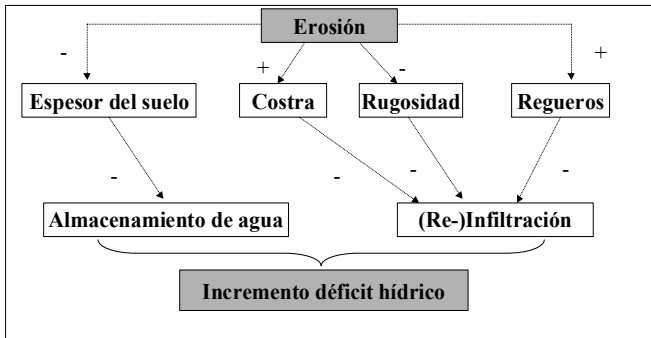 Erosión
- + - +
Espesor del suelo Costra Rugosidad Regueros
- - - -
Almacenamiento de agua (Re-)Infiltración
Incremento déficit hídrico